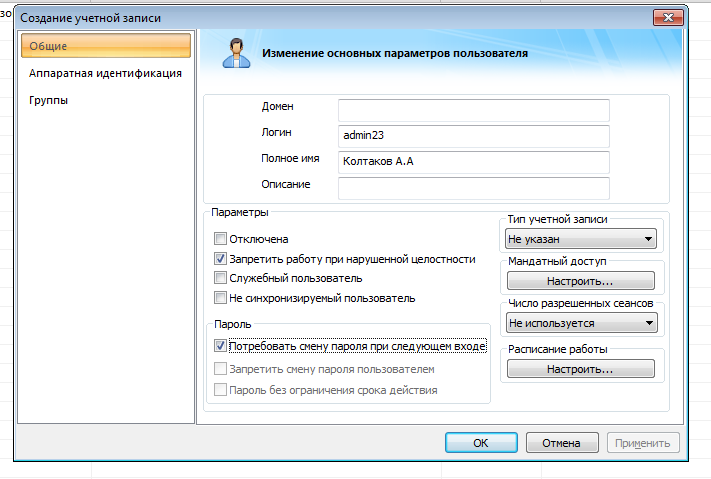 зо
Создание учетной записи
Общие
Аппаратная идентификация
Группы
Изменение основных параметров пользователя
Домен
Логин
admin23
Полное имя
Колтаков А.А
Описание
Параметры
Отключена
Запретить работу при нарушенной целостности
Служебный пользователь
Не синхронизируемый пользователь
Пароль
Потребовать смену пароля при следующем входе
Запретить смену пароля пользователем
Пароль без ограничения срока действия
Тип учетной записи
Не указан
Мандатный доступ
Настроить...
Число разрешенных сеансов
Не используется
Расписание работы
Настроить...
OK
Отмена
Применить